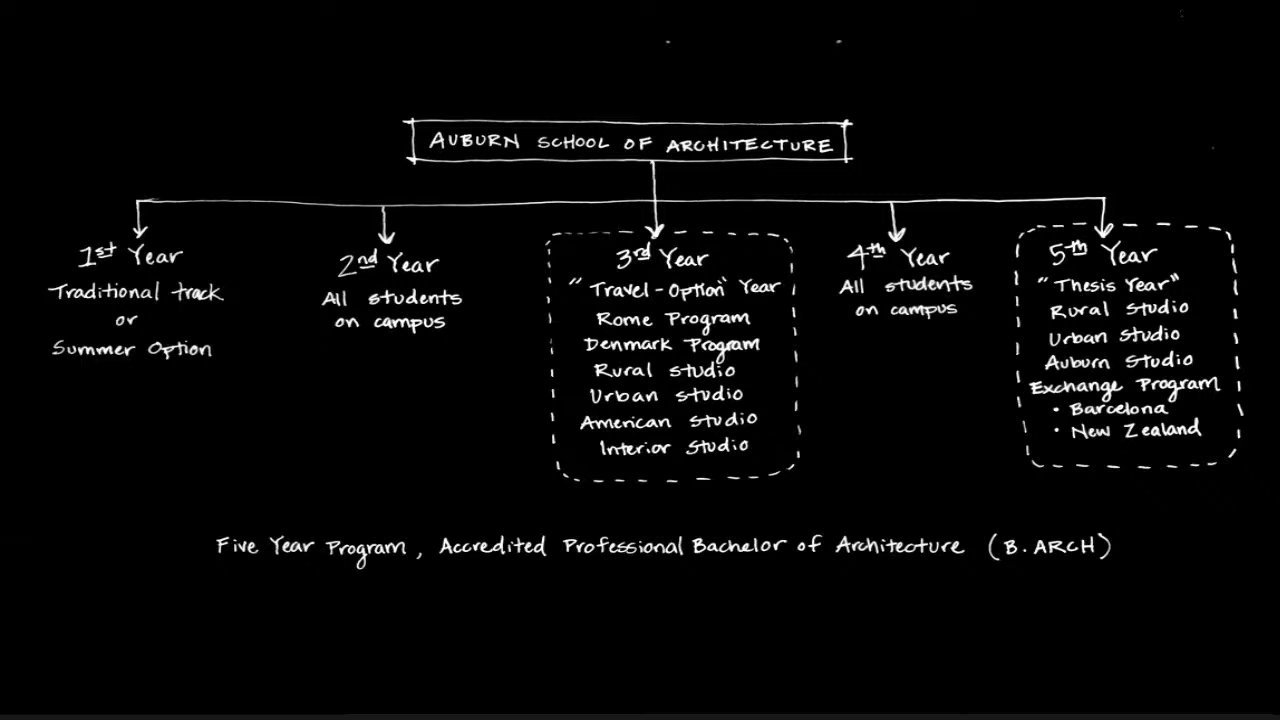 AUBURN SCHOOL OF ARCHITECTURE
1st Year
Traditional track
or
Summer Option
2nd Year
All students
on campus
3rd Year
"Travel-Option" Year
Rome Program
Denmark Program
Rural studio
Urban studio
American studio
Interior studio
4th Year
All students
on campus
5th Year
"Thesis Year"
Rural studio
Urban studio
Auburn studio
Exchange Program
• Barcelona
• New Zealand
Five Year Program, Accredited Professional Bachelor of Architecture (B.ARCH)